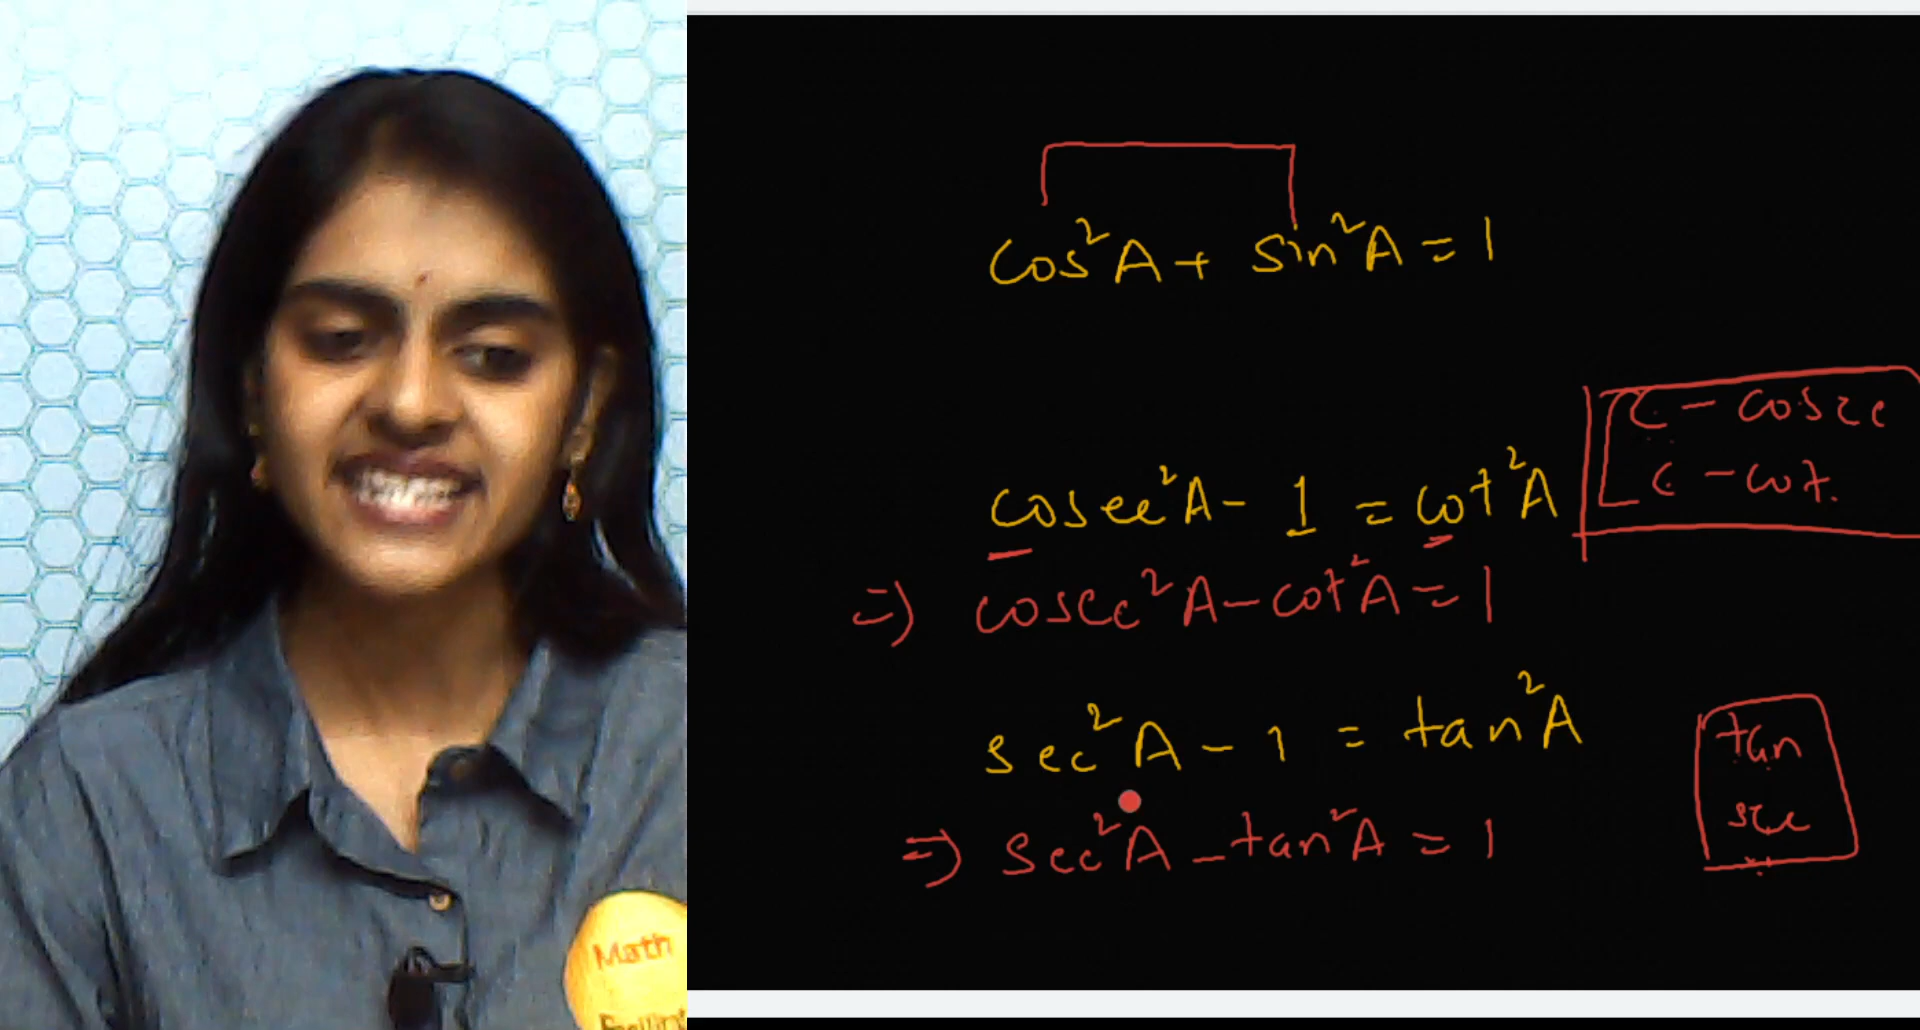 cos²A + sin²A = 1
c - cosec
c - cot.
cosec²A - 1 = cot²A
=) cosec²A - cot²A = 1
sec²A - 1 = tan²A
tan
sec
=) sec²A - tan²A = 1
Math